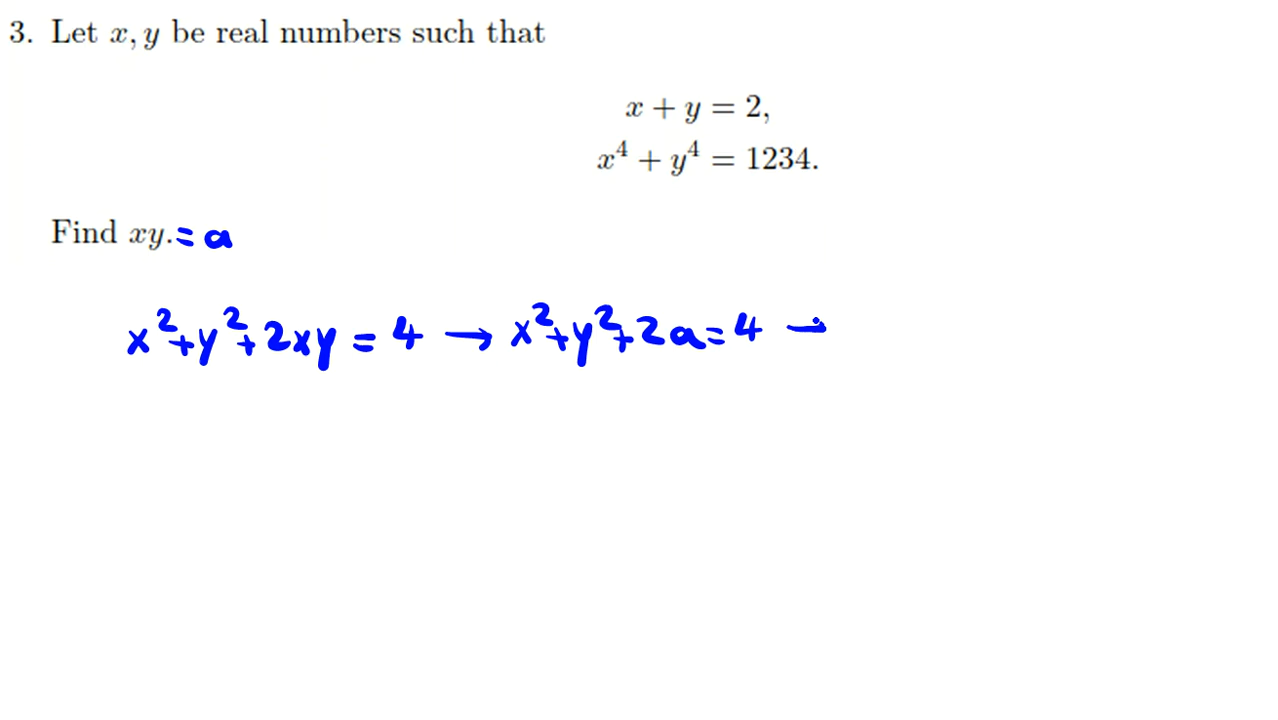 3. Let x, y be real numbers such that
x + y = 2,
x⁴ + y⁴ = 1234.
Find xy. = a
x² + y² + 2xy = 4 → x² + y² + 2a = 4 →